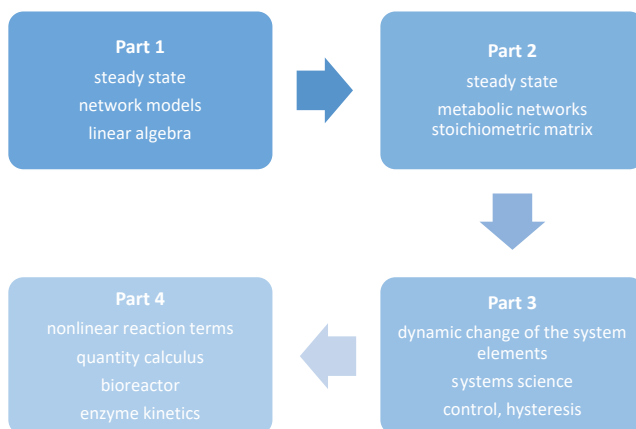 Part 1
steady state
network models
linear algebra
Part 2
steady state
metabolic networks
stoichiometric matrix
Part 3
dynamic change of the system
elements
systems science
control, hysteresis
Part 4
nonlinear reaction terms
quantity calculus
bioreactor
enzyme kinetics